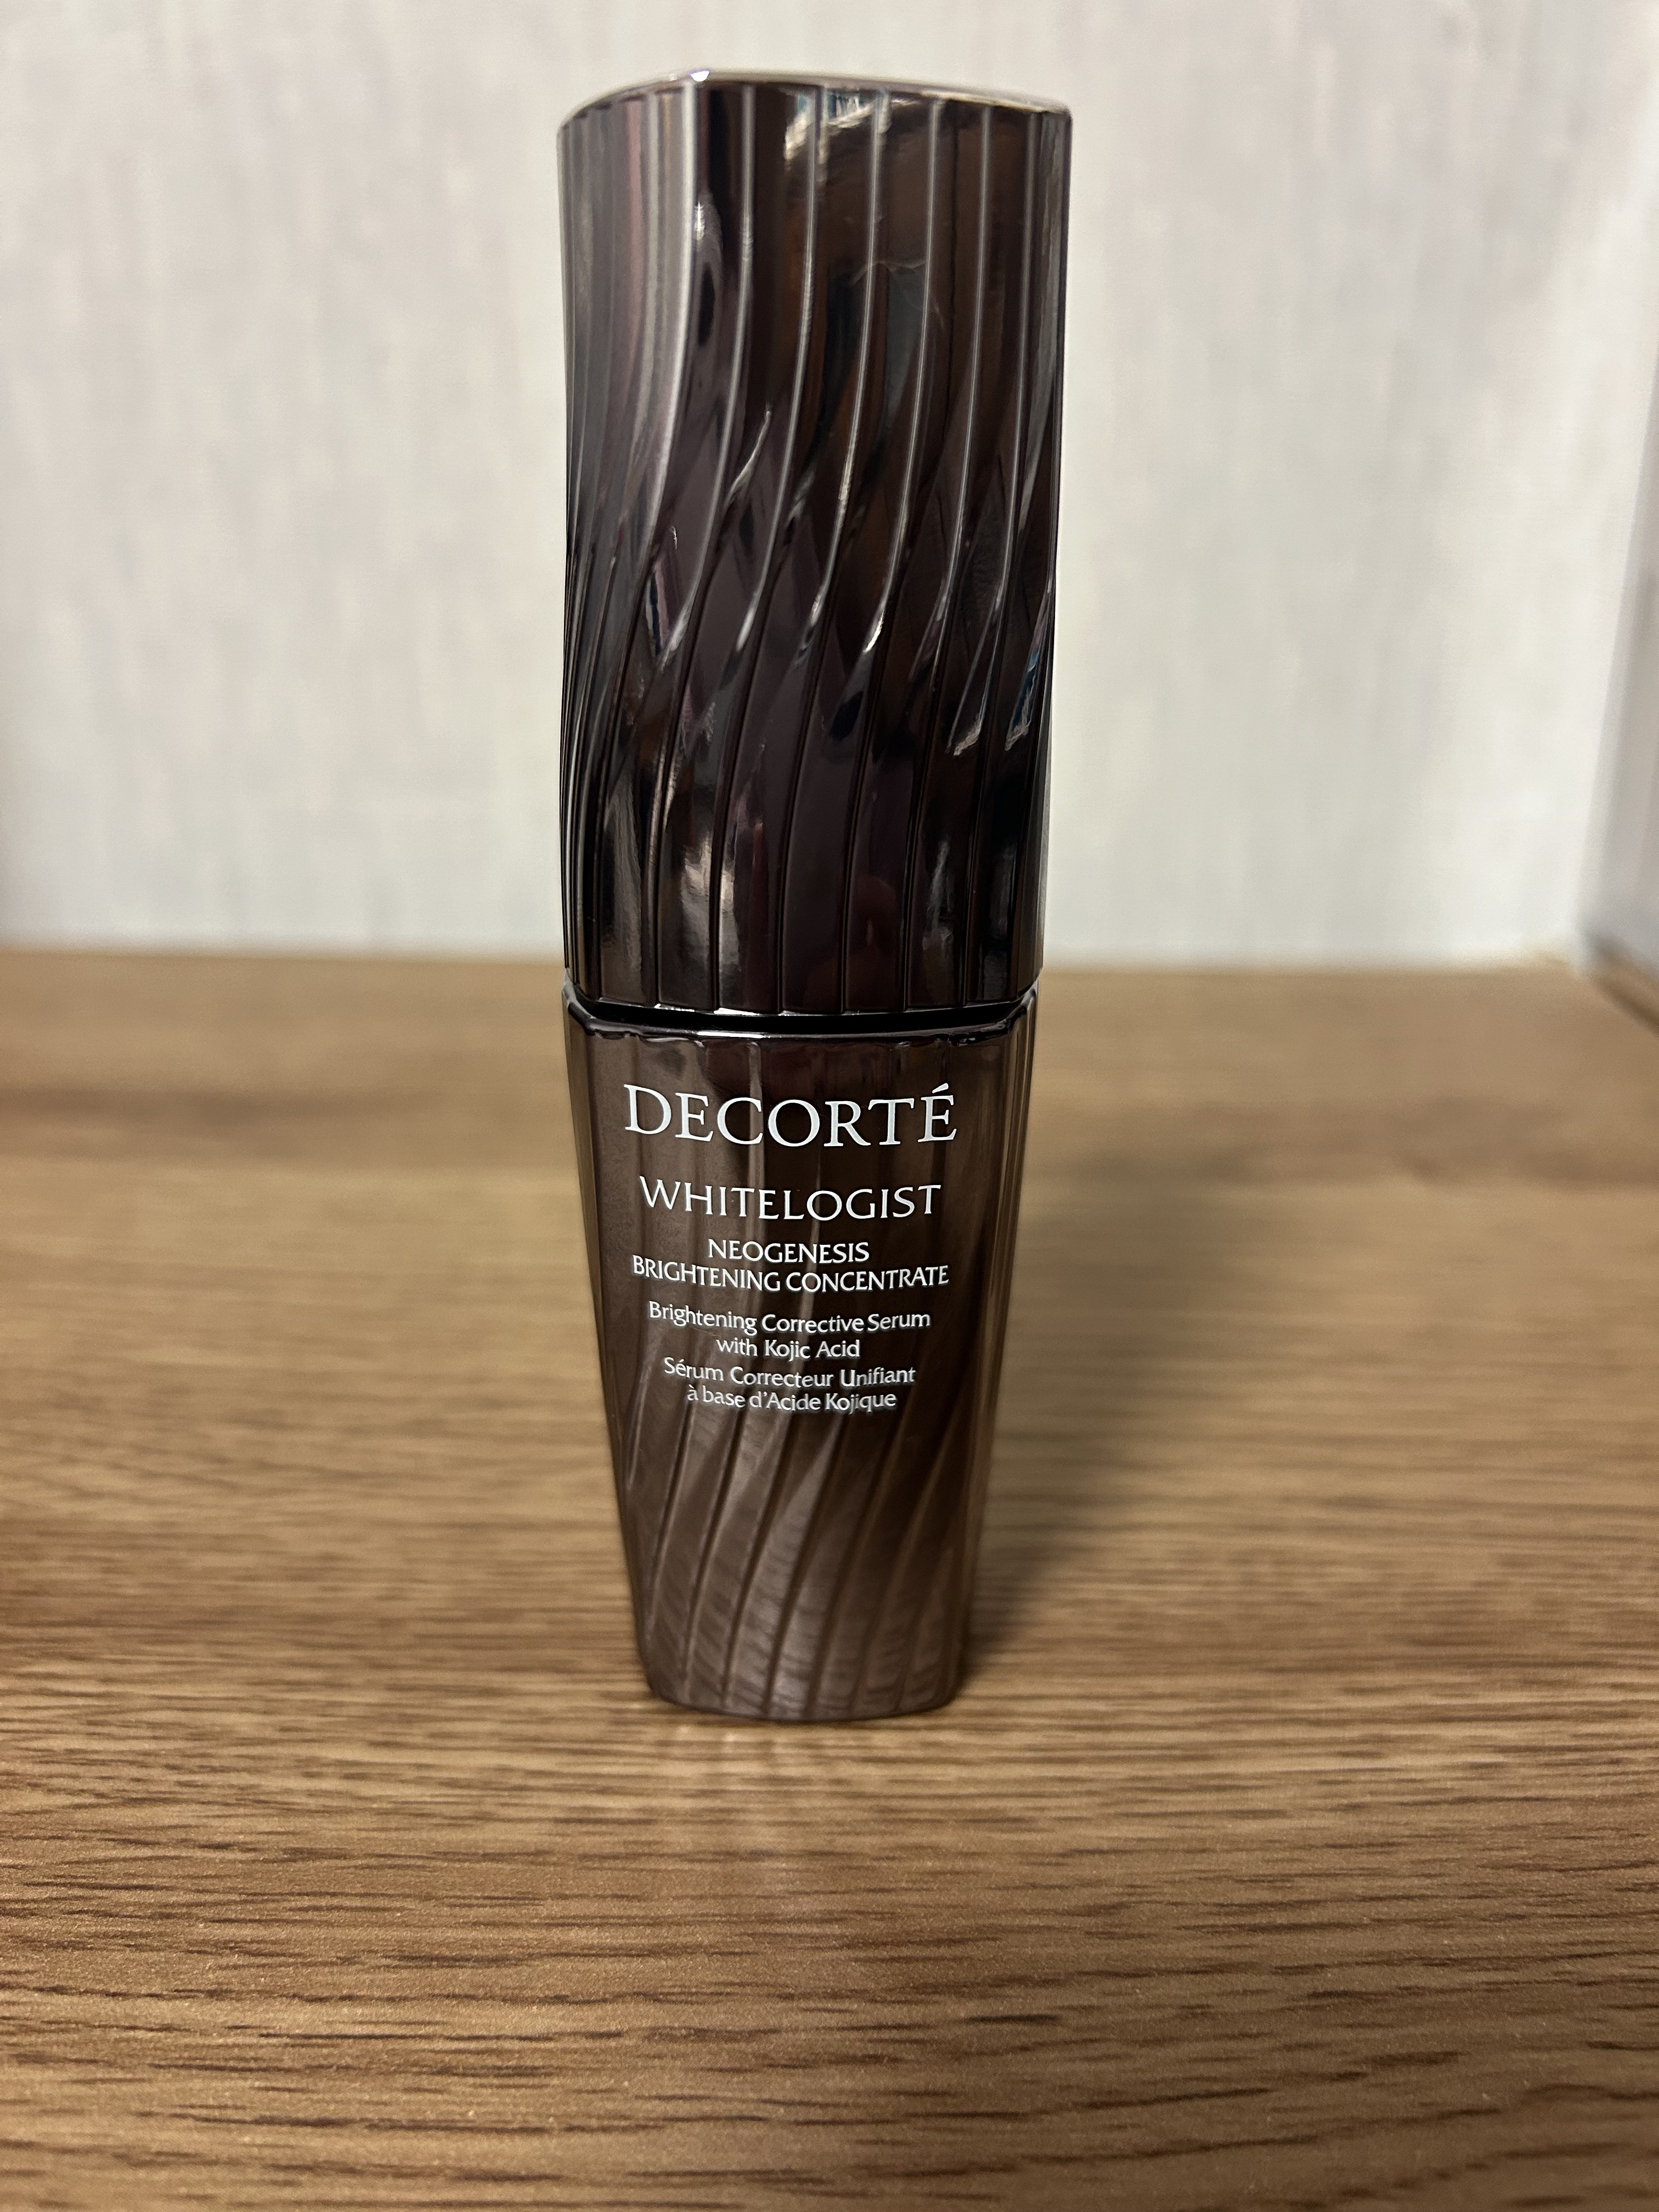 DECORTÉ
WHITELOGIST
NEOGENESIS
BRIGHTENING CONCENTRATE
Brightening Corrective Serum
with Kojic Acid
Sérum Correcteur Unifiant
à base d'Acide Kojique